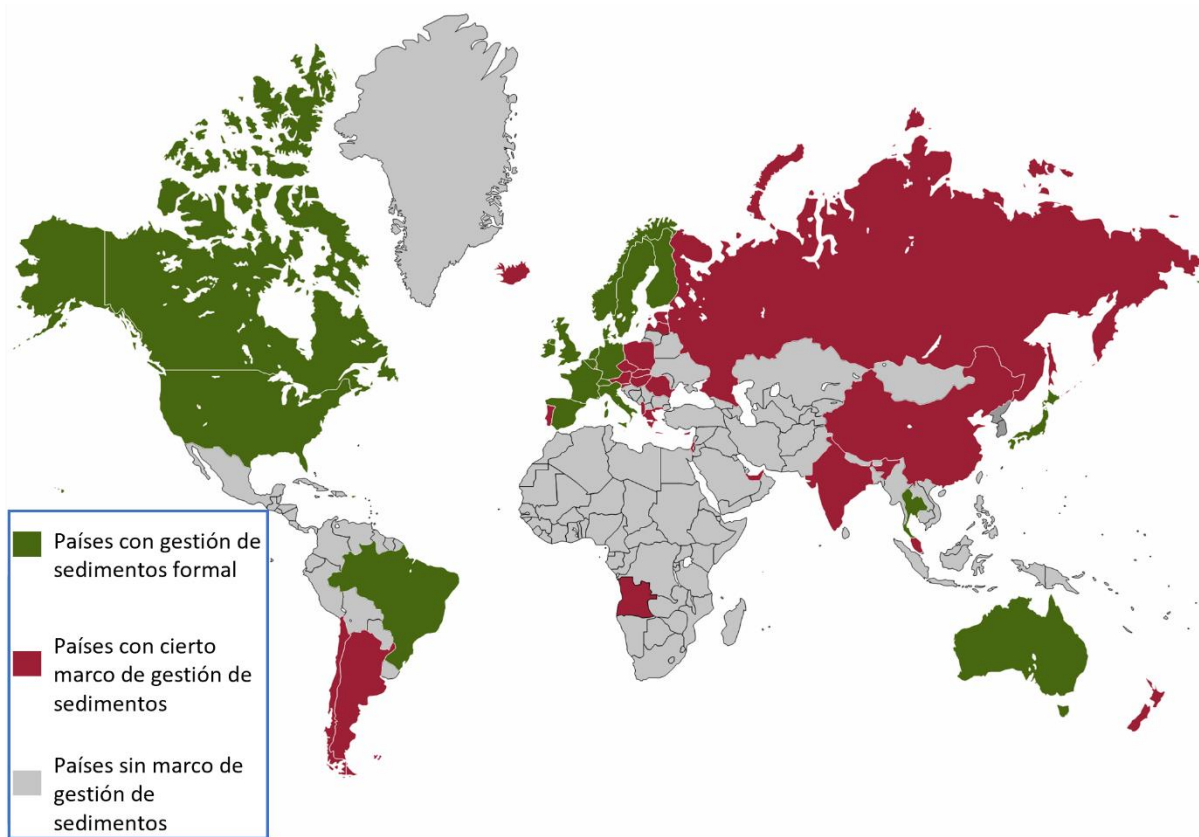 Países con gestión de
sedimentos formal
Países con cierto
marco de gestión de
sedimentos
Países sin marco de
gestión de
sedimentos